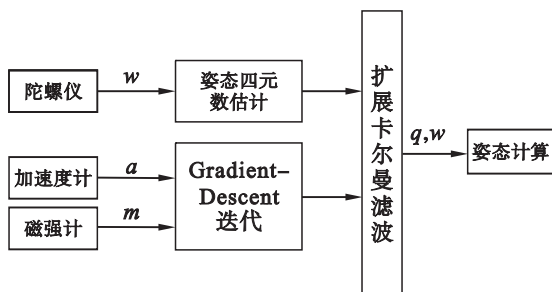 陀螺仪
w
姿态四元
数估计
加速度计
a
磁强计
m
Gradient–
Descent
迭代
扩展卡尔曼滤波
q,w
姿态计算